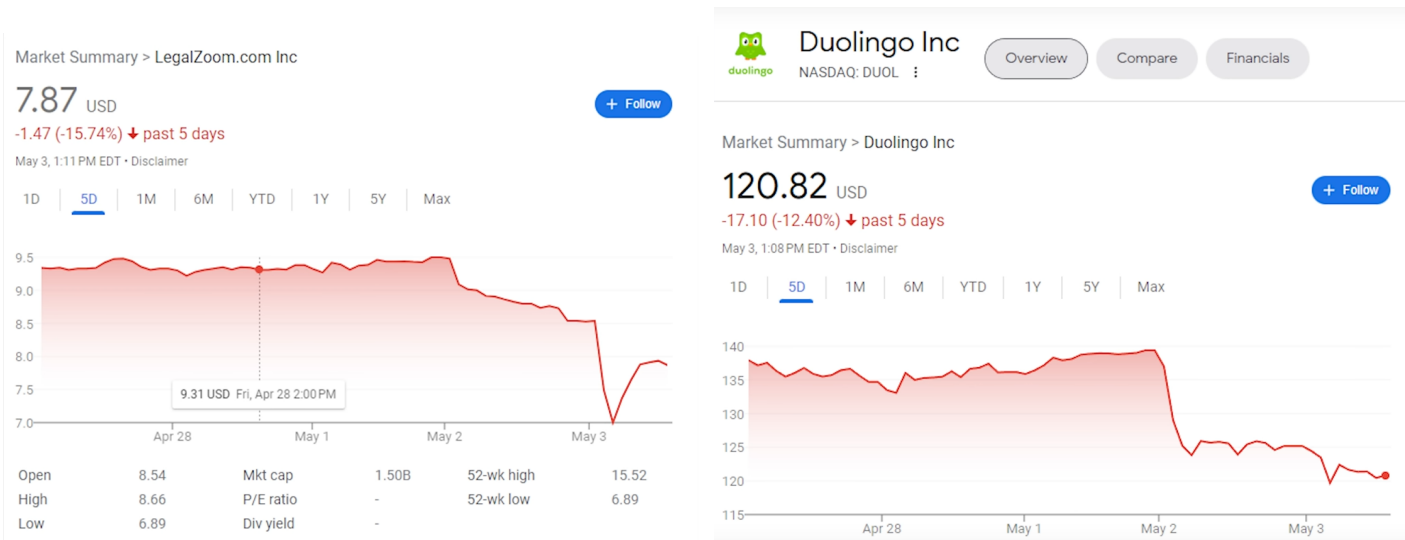 Market Summary > LegalZoom.com Inc
7.87 USD
+ Follow
-1.47 (-15.74%) ↓ past 5 days
May 3, 1:11 PM EDT • Disclaimer
1D 5D 1M 6M YTD 1Y 5Y Max
9.5
9.0
8.5
8.0
7.5
7.0
9.31 USD Fri, Apr 28 2:00 PM
Apr 28 May 1 May 2 May 3
Open 8.54 Mkt cap 1.50B 52-wk high 15.52
High 8.66 P/E ratio - 52-wk low 6.89
Low 6.89 Div yield -
duolingo
Duolingo Inc
NASDAQ: DUOL
Overview Compare Financials
Market Summary > Duolingo Inc
120.82 USD
+ Follow
-17.10 (-12.40%) ↓ past 5 days
May 3, 1:08 PM EDT • Disclaimer
1D 5D 1M 6M YTD 1Y 5Y Max
140
135
130
125
120
115
Apr 28 May 1 May 2 May 3